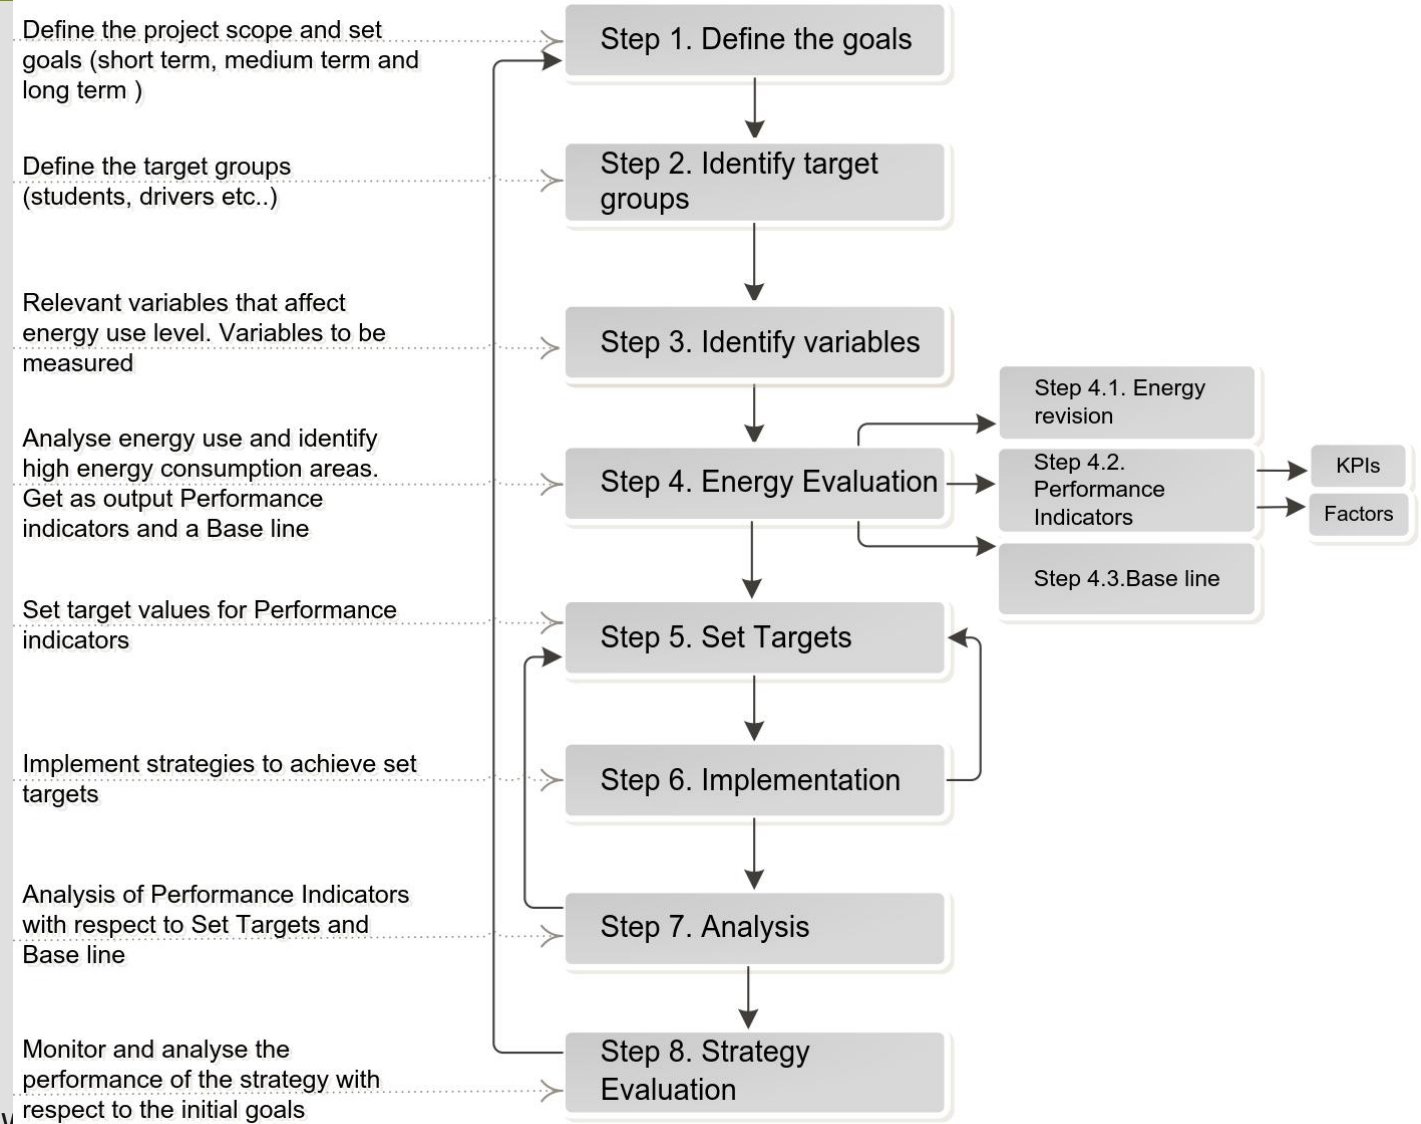 Define the project scope and set
goals (short term, medium term and
long term )
Step 1. Define the goals
Define the target groups
(students, drivers etc..)
Step 2. Identify target
groups
Relevant variables that affect
energy use level. Variables to be
measured
Step 3. Identify variables
Analyse energy use and identify
high energy consumption areas.
Get as output Performance
indicators and a Base line
Step 4. Energy Evaluation
Step 4.1. Energy
revision
Step 4.2.
Performance
Indicators
KPIs
Factors
Step 4.3.Base line
Set target values for Performance
indicators
Step 5. Set Targets
Implement strategies to achieve set
targets
Step 6. Implementation
Analysis of Performance Indicators
with respect to Set Targets and
Base line
Step 7. Analysis
Monitor and analyse the
performance of the strategy with
respect to the initial goals
Step 8. Strategy
Evaluation